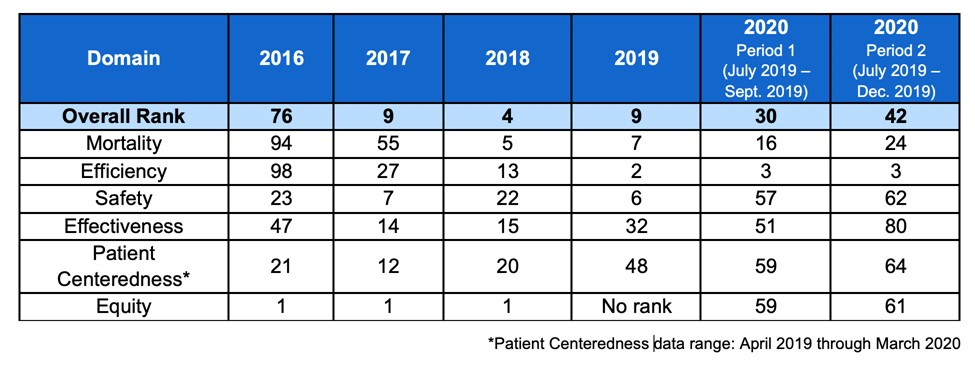 Domain 2016 2017 2018 2019 2020 Period 1 (July 2019 – Sept. 2019) 2020 Period 2 (July 2019 – Dec. 2019)
Overall Rank 76 9 4 9 30 42
Mortality 94 55 5 7 16 24
Efficiency 98 27 13 2 3 3
Safety 23 7 22 6 57 62
Effectiveness 47 14 15 32 51 80
Patient Centeredness* 21 12 20 48 59 64
Equity 1 1 1 No rank 59 61
*Patient Centeredness data range: April 2019 through March 2020